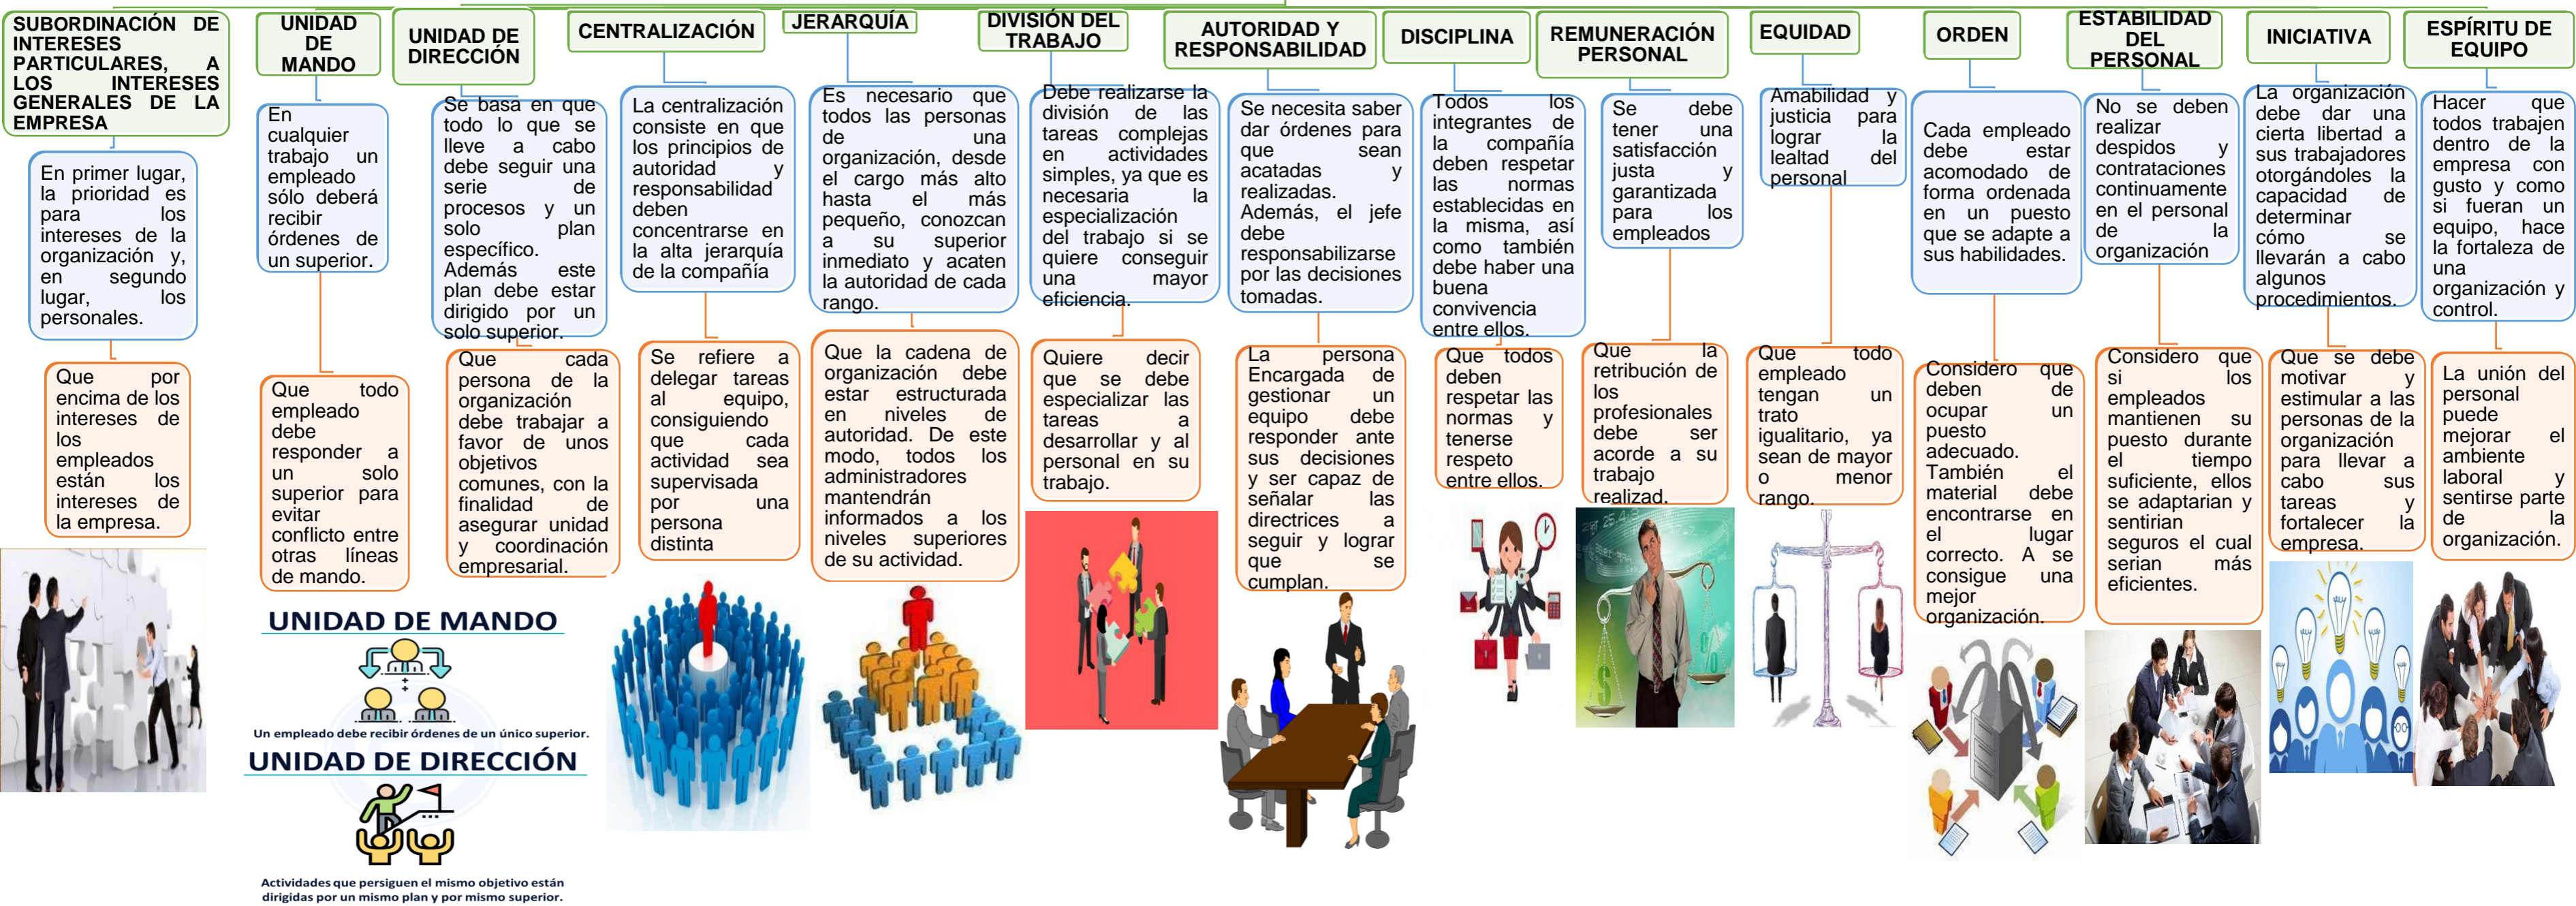 SUBORDINACIÓN DE
INTERESES
PARTICULARES, A
LOS INTERESES
GENERALES DE LA
EMPRESA
En primer lugar,
la prioridad es
para los
intereses de la
organización y,
en segundo
lugar, los
personales.
Que por
encima de los
intereses de
los
empleados
están los
intereses de
la empresa.
UNIDAD
DE
MANDO
En
cualquier
trabajo un
empleado
sólo deberá
recibir
órdenes de
un superior.
Que todo
empleado
debe
responder a
un solo
superior para
evitar
conflicto entre
otras líneas
de mando.
UNIDAD DE
DIRECCIÓN
Se basa en que
todo lo que se
lleve a cabo
debe seguir una
serie de
procesos y un
solo plan
específico.
Además este
plan debe estar
dirigido por un
solo superior.
Que cada
persona de la
organización
debe trabajar a
favor de unos
objetivos
comunes, con la
finalidad de
asegurar unidad
y coordinación
empresarial.
UNIDAD DE MANDO
Un empleado debe recibir órdenes de un único superior.
UNIDAD DE DIRECCIÓN
Actividades que persiguen el mismo objetivo están
dirigidas por un mismo plan y por mismo superior.
CENTRALIZACIÓN
La centralización
consiste en que
los principios de
autoridad y
responsabilidad
deben
concentrarse en
la alta jerarquía
de la compañía
Se refiere a
delegar tareas
al equipo,
consiguiendo
que cada
actividad sea
supervisada
por una
persona
distinta
JERARQUÍA
Es necesario que
todos las personas
de una
organización, desde
el cargo más alto
hasta el más
pequeño, conozcan
a su superior
inmediato y acaten
la autoridad de cada
rango.
Que la cadena de
organización debe
estar estructurada
en niveles de
autoridad. De este
modo, todos los
administradores
mantendrán
informados a los
niveles superiores
de su actividad.
DIVISIÓN DEL
TRABAJO
Debe realizarse la
división de las
tareas complejas
en actividades
simples, ya que es
necesaria la
especialización
del trabajo si se
quiere conseguir
una mayor
eficiencia.
Quiere decir
que se debe
especializar las
tareas a
desarrollar y al
personal en su
trabajo.
AUTORIDAD Y
RESPONSABILIDAD
Se necesita saber
dar órdenes para
que sean
acatadas y
realizadas.
Además, el jefe
debe
responsabilizarse
por las decisiones
tomadas.
La persona
Encargada de
gestionar un
equipo debe
responder ante
sus decisiones
y ser capaz de
señalar las
directrices a
seguir y lograr
que se
cumplan.
DISCIPLINA
Todos los
integrantes de
la compañía
deben respetar
las normas
establecidas en
la misma, así
como también
debe haber una
buena
convivencia
entre ellos.
Que todos
deben
respetar las
normas y
tenerse
respeto
entre ellos.
REMUNERACIÓN
PERSONAL
Se debe
tener una
satisfacción
justa y
garantizada
para los
empleados
Que la
retribución de
los
profesionales
debe ser
acorde a su
trabajo
realizad.
EQUIDAD
Amabilidad y
justicia para
lograr la
lealtad del
personal
Que todo
empleado
tengan un
trato
igualitario, ya
sean de mayor
o menor
rango.
ORDEN
Cada empleado
debe estar
acomodado de
forma ordenada
en un puesto
que se adapte a
sus habilidades.
Considero que
deben de
ocupar un
puesto
adecuado.
También el
material debe
encontrarse en
el lugar
correcto. A se
consigue una
mejor
organización.
ESTABILIDAD
DEL
PERSONAL
No se deben
realizar
despidos y
contrataciones
continuamente
en el personal
de la
organización
Considero que
si los
empleados
mantienen su
puesto durante
el tiempo
suficiente, ellos
se adaptarian y
sentirian
seguros el cual
serian más
eficientes.
INICIATIVA
La organización
debe dar una
cierta libertad a
sus trabajadores
otorgándoles la
capacidad de
determinar
cómo se
llevarán a cabo
algunos
procedimientos.
Que se debe
motivar y
estimular a las
personas de la
organización
para llevar a
cabo sus
tareas y
fortalecer la
empresa.
ESPÍRITU DE
EQUIPO
Hacer que
todos trabajen
dentro de la
empresa con
gusto y como
si fueran un
equipo, hace
la fortaleza de
una
organización y
control.
La unión del
personal
puede
mejorar el
ambiente
laboral y
sentirse parte
de la
organización.